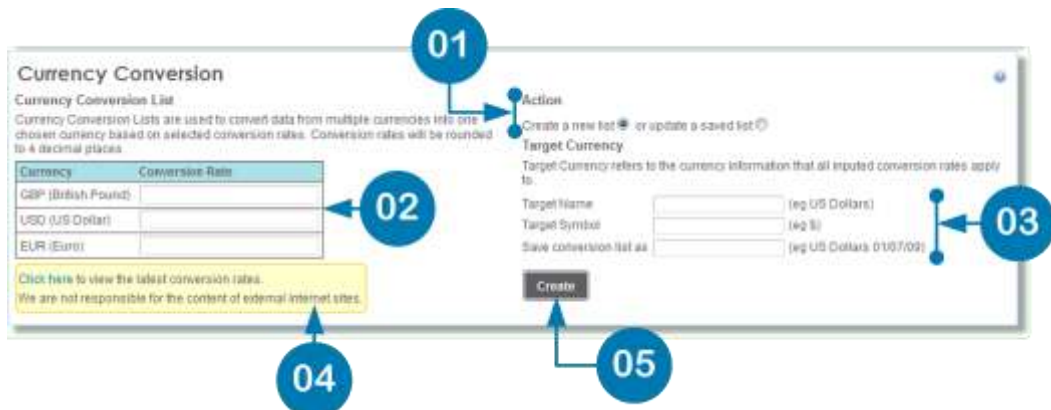 01
Currency Conversion
Currency Conversion List
Currency Conversion Lists are used to convert data from multiple currencies into one
chosen currency based on selected conversion rates. Conversion rates will be rounded
to 4 decimal places.
Currency Conversion Rate
GBP (British Pound)
USD (US Dollar)
EUR (Euro)
02
Click here to view the latest conversion rates.
We are not responsible for the content of external internet sites.
04
Action
Create a new list or update a saved list
Target Currency
Target Currency refers to the currency information that all inputed conversion rates apply
to.
Target Name (eg US Dollars)
Target Symbol (eg $)
Save conversion list as (eg US Dollars 01/07/09)
03
Create
05